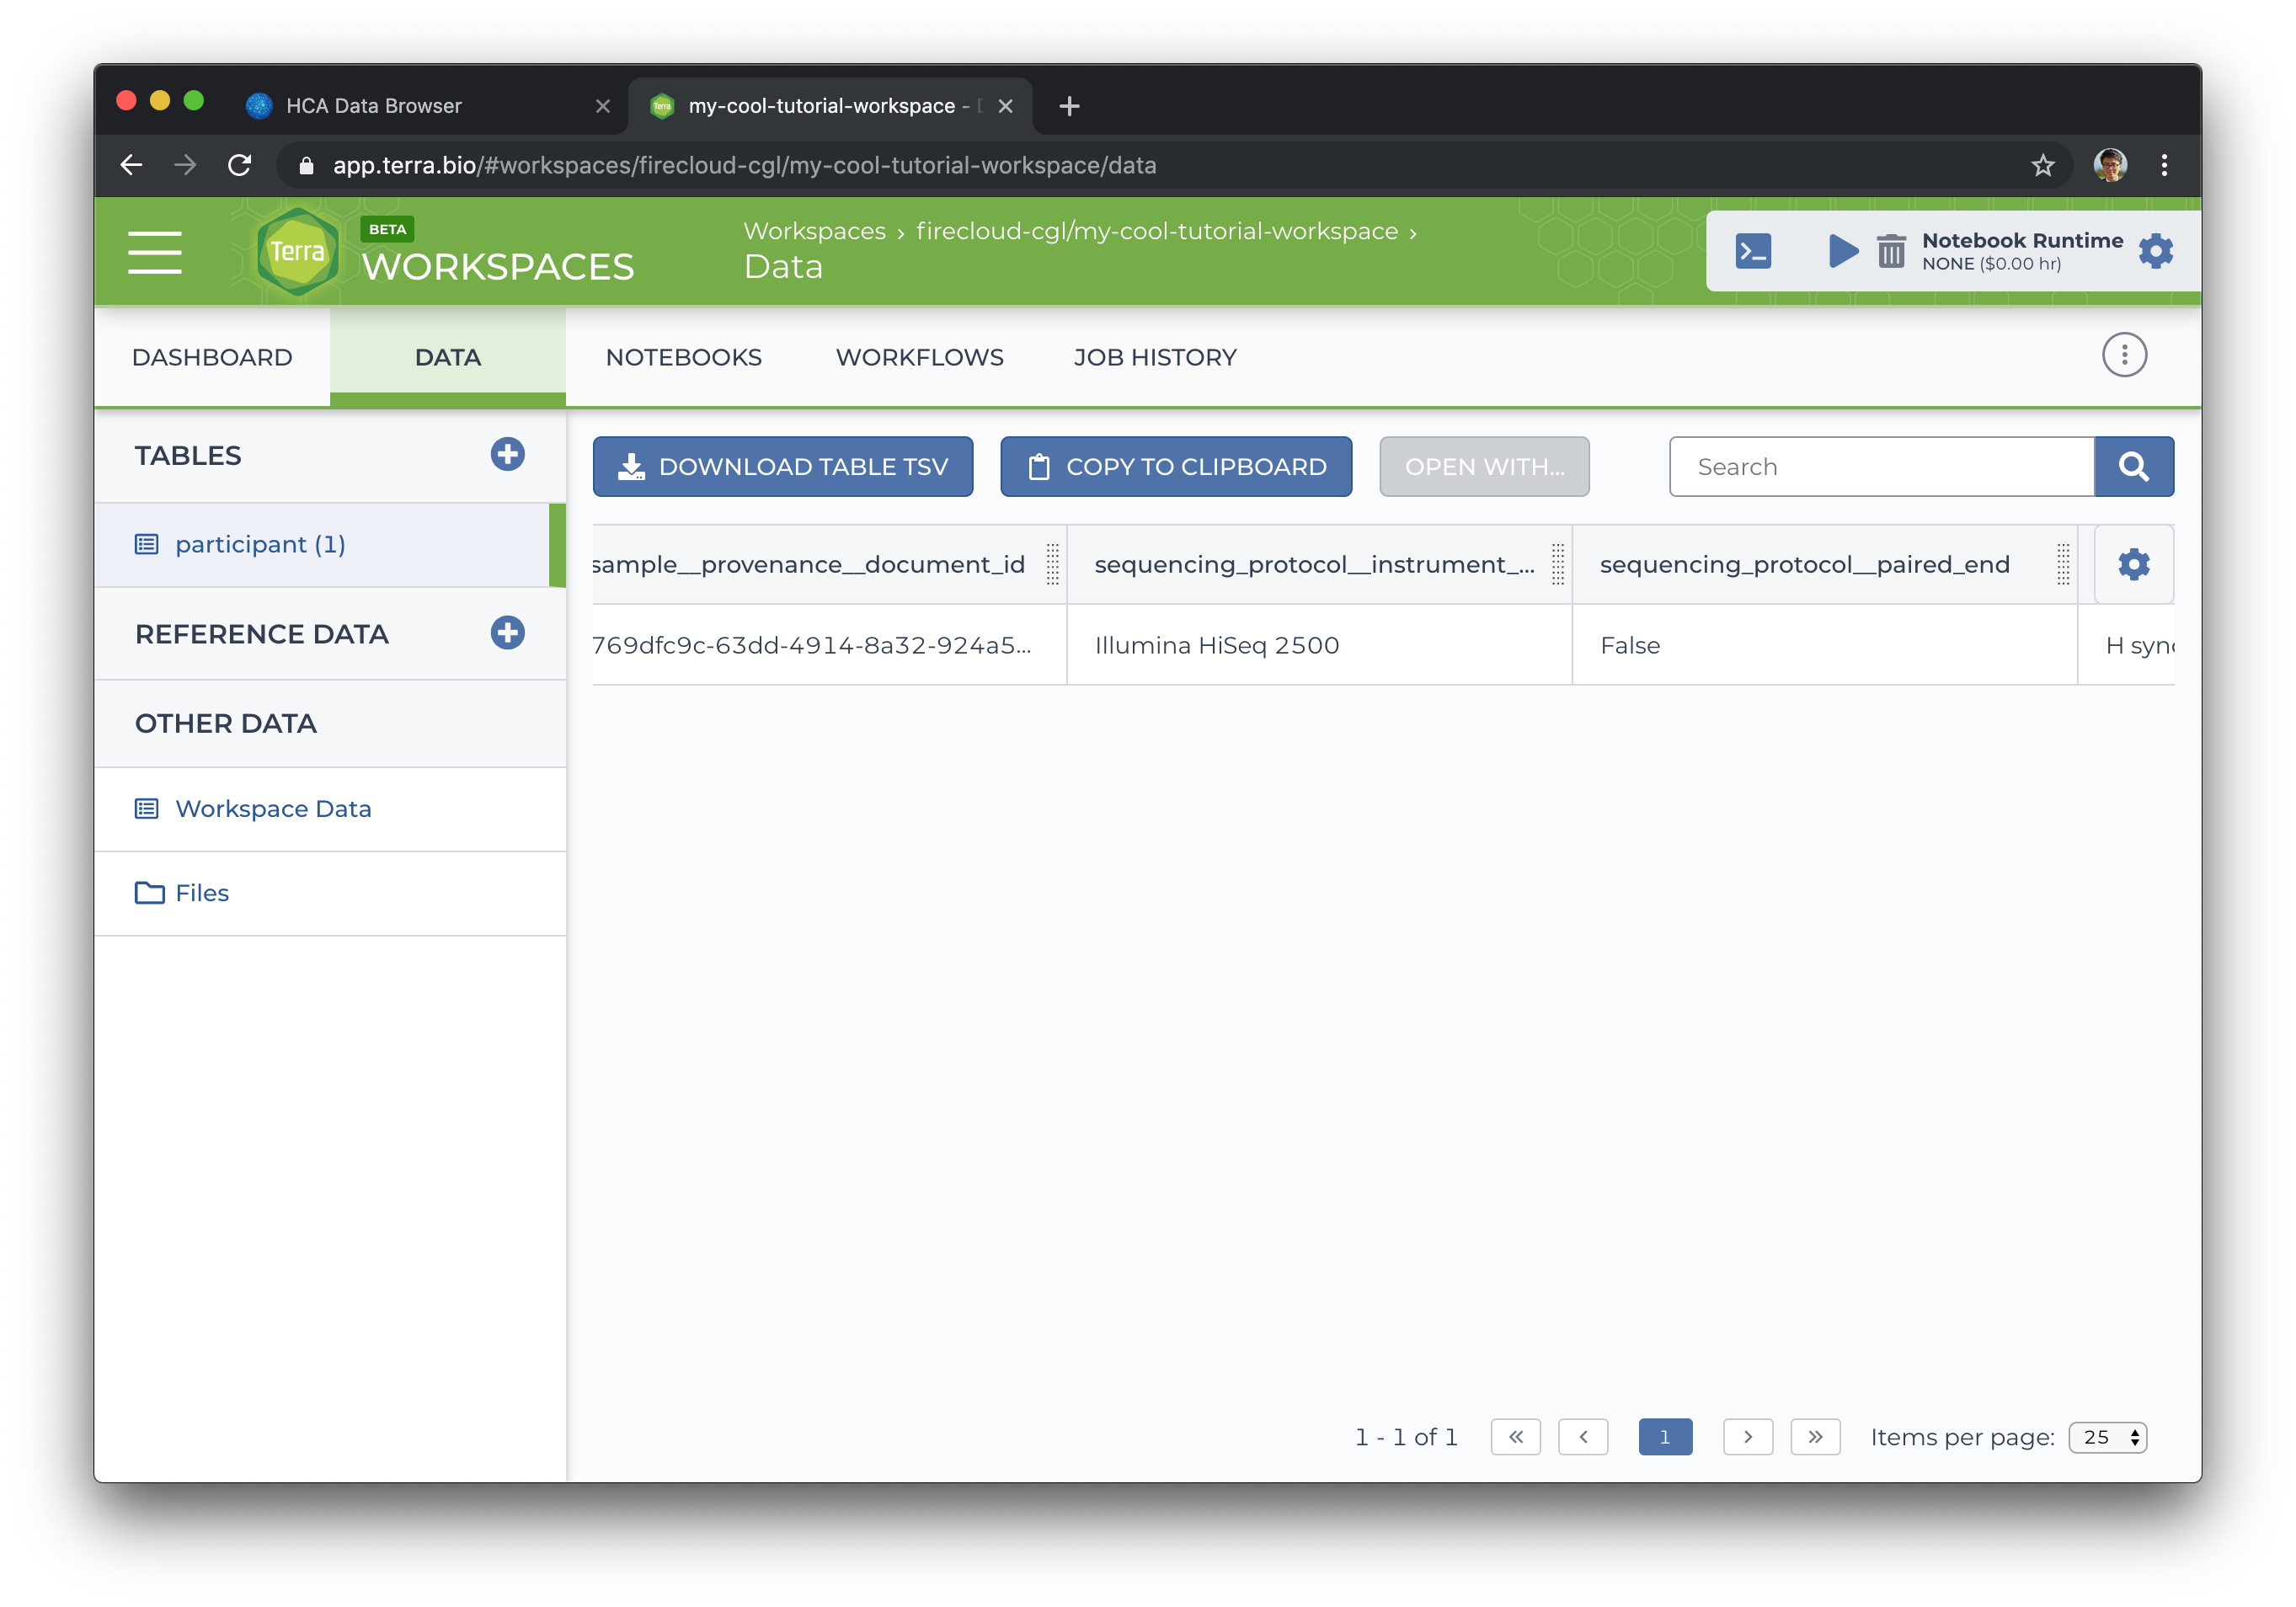 HCA Data Browser
my-cool-tutorial-workspace -
app.terra.bio/#workspaces/firecloud-cgl/my-cool-tutorial-workspace/data
Terra
BETA
WORKSPACES
Workspaces › firecloud-cgl/my-cool-tutorial-workspace ›
Data
Notebook Runtime
NONE ($0.00 hr)
DASHBOARD DATA NOTEBOOKS WORKFLOWS JOB HISTORY
TABLES
participant (1)
REFERENCE DATA
OTHER DATA
Workspace Data
Files
DOWNLOAD TABLE TSV COPY TO CLIPBOARD OPEN WITH... Search
sample__provenance__document_id sequencing_protocol__instrument_... sequencing_protocol__paired_end
769dfc9c-63dd-4914-8a32-924a5... Illumina HiSeq 2500 False H
1 - 1 of 1 « ‹ 1 › » Items per page: 25